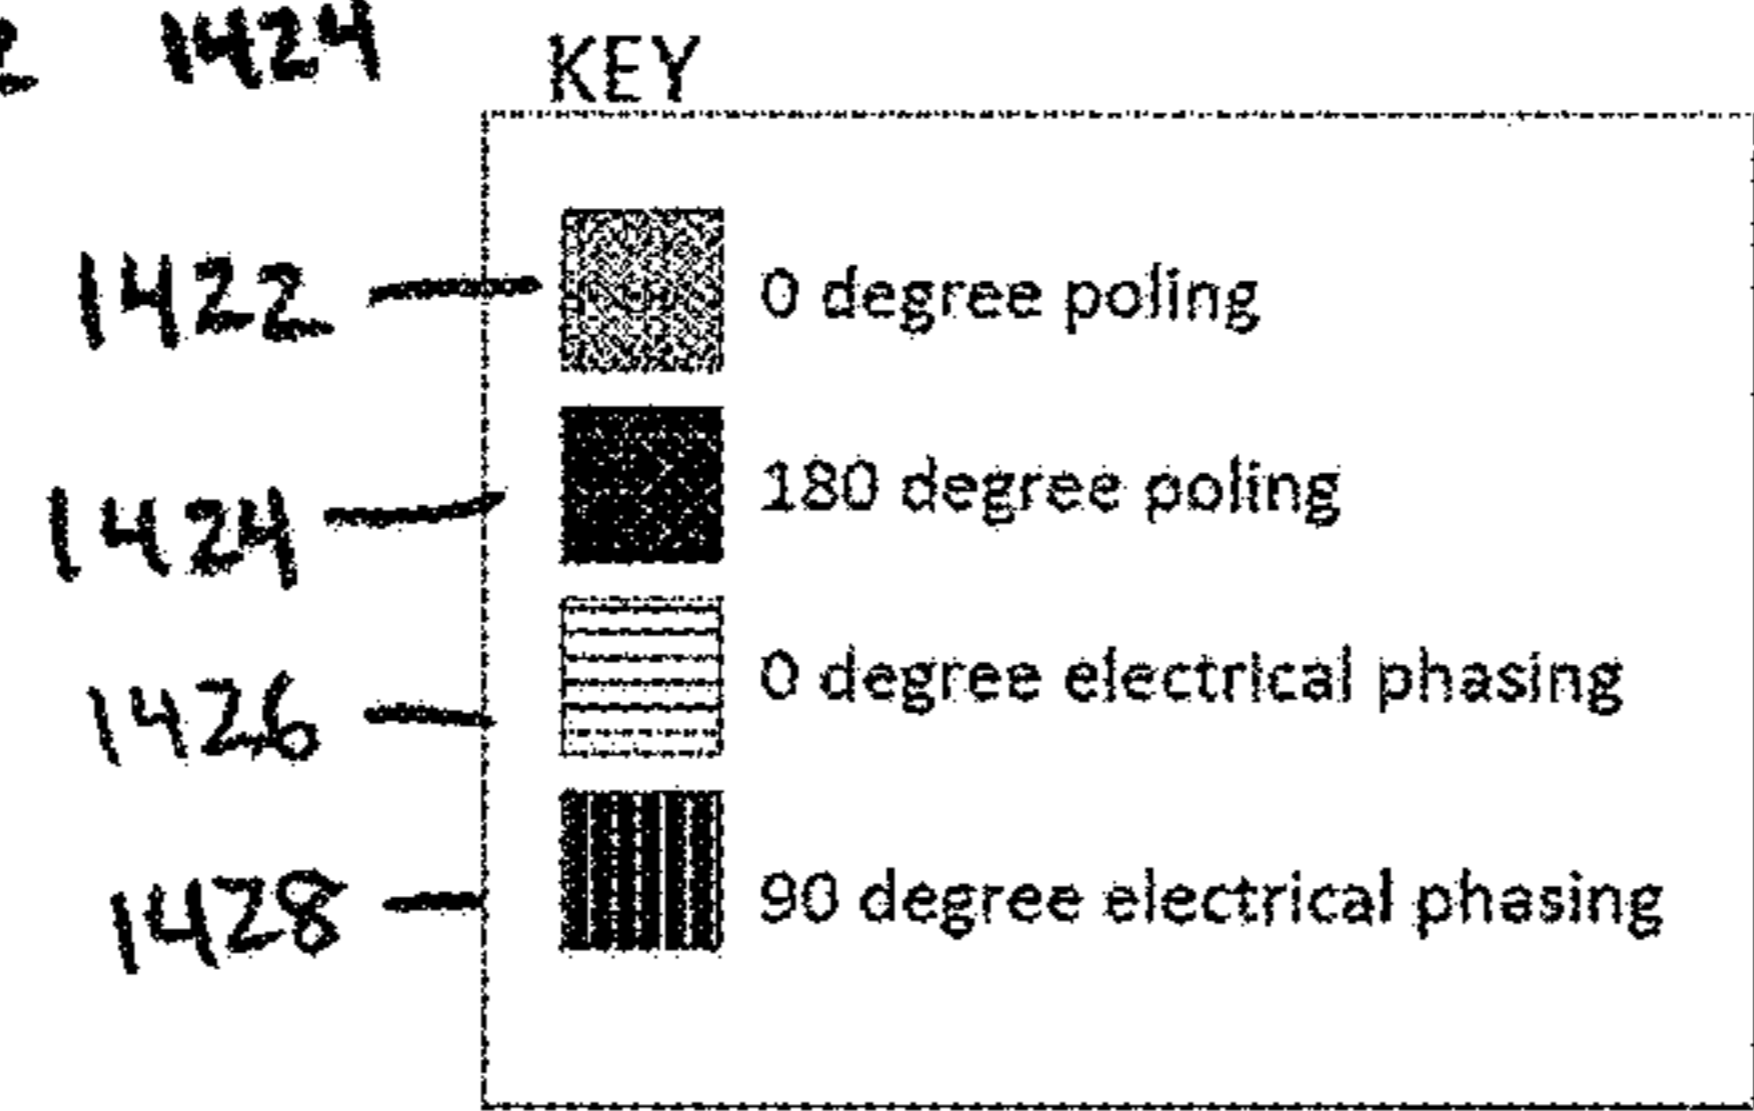 1424
KEY
1422 0 degree poling
1424 180 degree poling
1426 0 degree electrical phasing
1428 90 degree electrical phasing